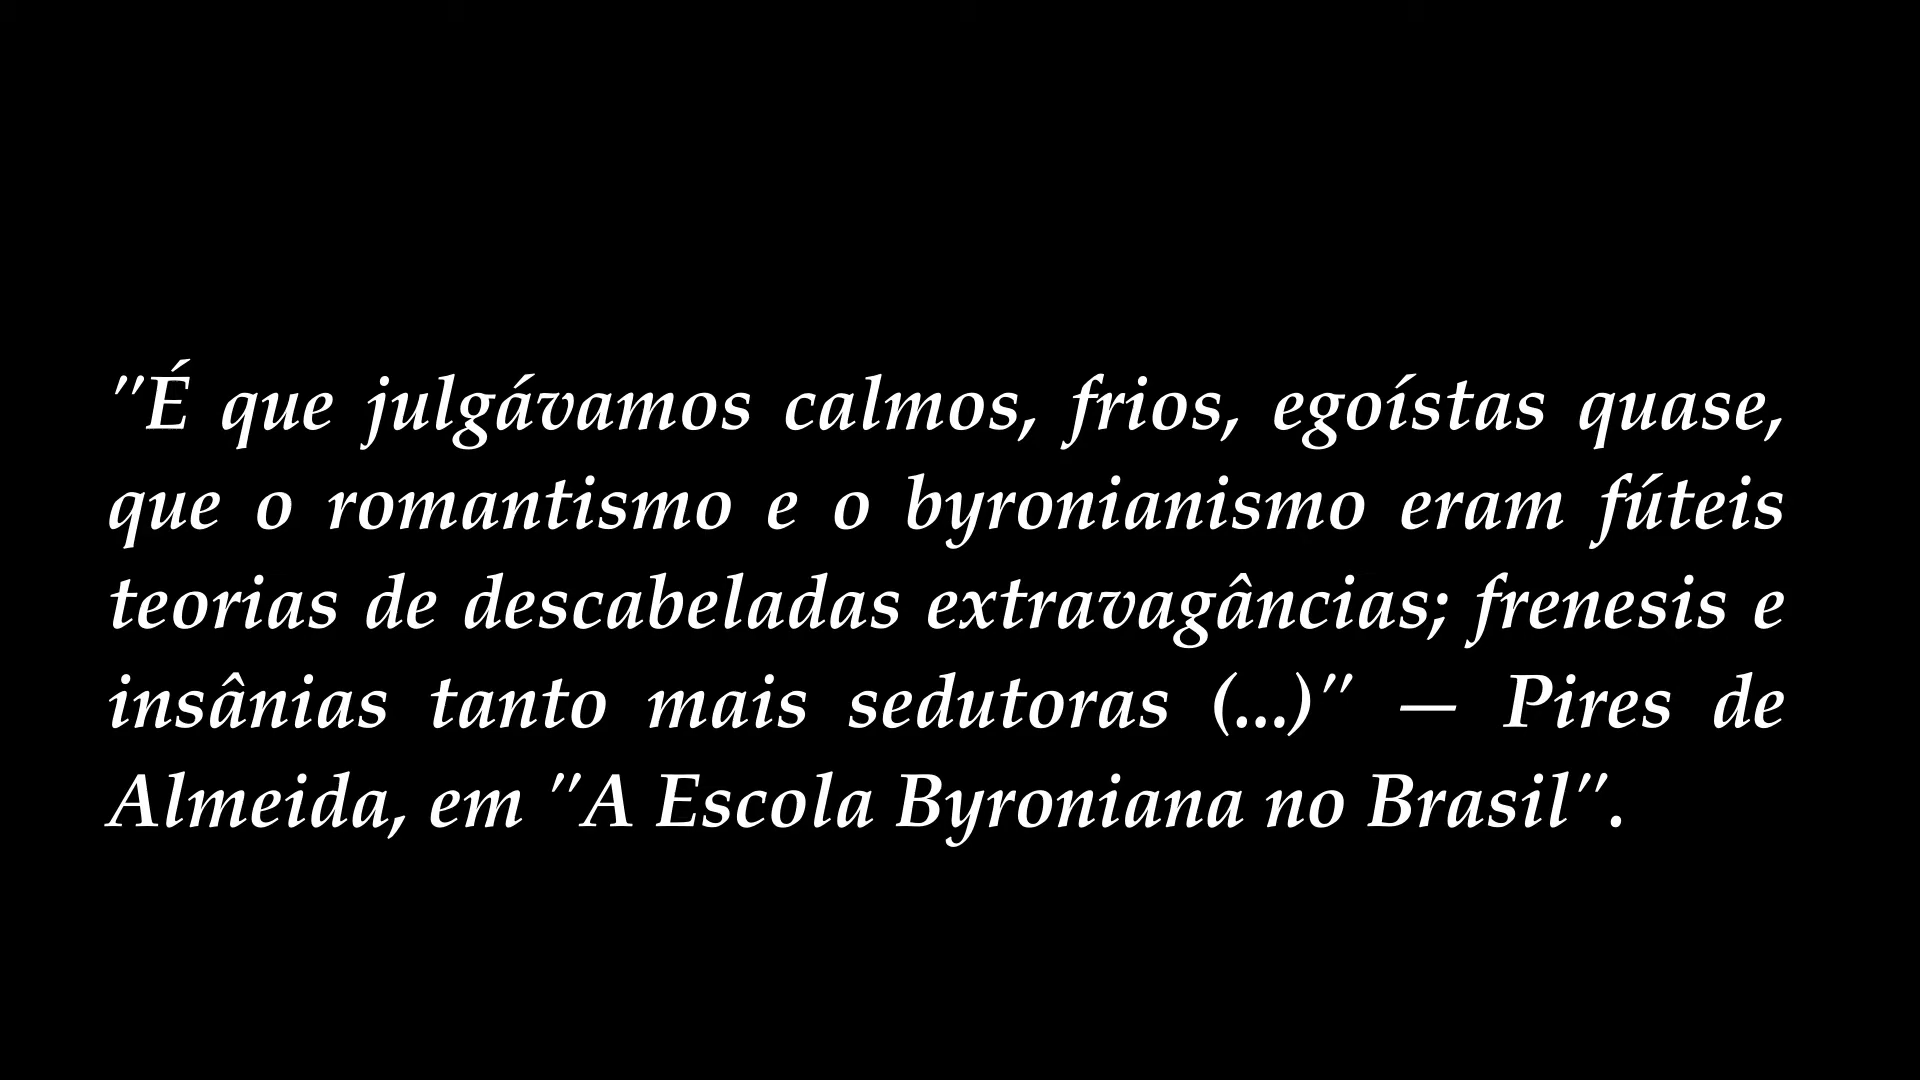 "É que julgávamos calmos, frios, egoístas quase,
que o romantismo e o byronianismo eram fúteis
teorias de descabeladas extravagâncias; frenesis e
insânias tanto mais sedutoras (...)" — Pires de
Almeida, em "A Escola Byroniana no Brasil".